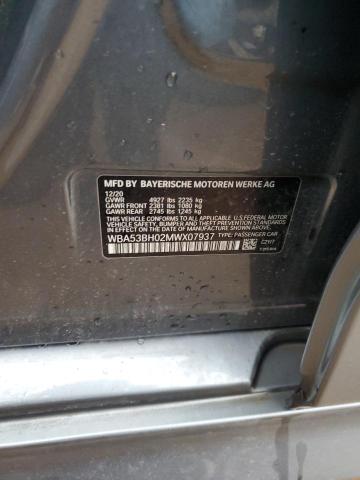 MFD BY BAYERISCHE MOTOREN WERKE AG
12/20
GVWR 4927 lbs 2235 kg
GAWR FRONT 2381 lbs 1080 kg
GAWR REAR 2745 lbs 1245 kg
THIS VEHICLE CONFORMS TO ALL APPLICABLE U.S.FEDERAL MOTOR
VEHICLE SAFETY, BUMPER, AND THEFT PREVENTION STANDARDS IN
EFFECT ON THE DATE OF MANUFACTURE SHOWN ABOVE.
WBA53BH02MWX07937 TYPE: PASSENGER CAR